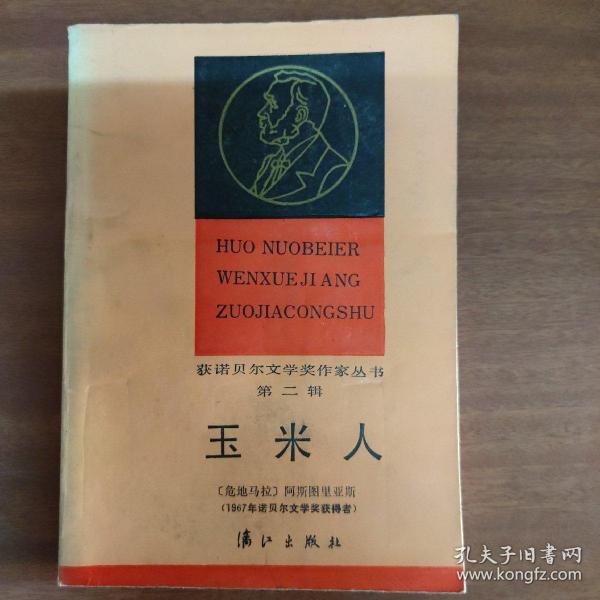 HUO NUOBEIER
WENXUEJIANG
ZUOJIACONGSHU
获诺贝尔文学奖作家丛书
第二辑
玉米人
〔危地马拉〕阿斯图里亚斯
(1967年诺贝尔文学奖获得者)
漓江出版社
孔夫子旧书网
www.kongfz.com